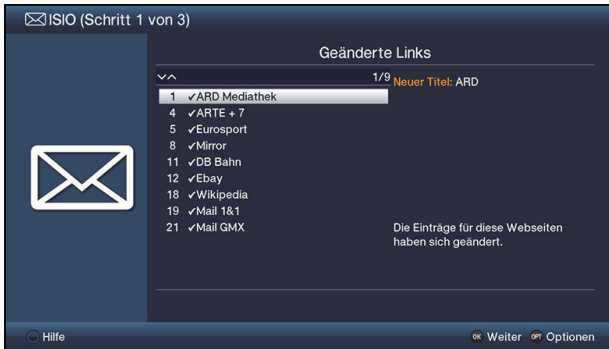 ISIO (Schritt 1 von 3)
Geänderte Links
1/9
Neuer Titel: ARD
1 ✓ARD Mediathek
4 ✓ARTE + 7
5 ✓Eurosport
8 ✓Mirror
11 ✓DB Bahn
12 ✓Ebay
18 ✓Wikipedia
19 ✓Mail 1&1
21 ✓Mail GMX
Die Einträge für diese Webseiten
haben sich geändert.
Hilfe
OK Weiter OPT Optionen